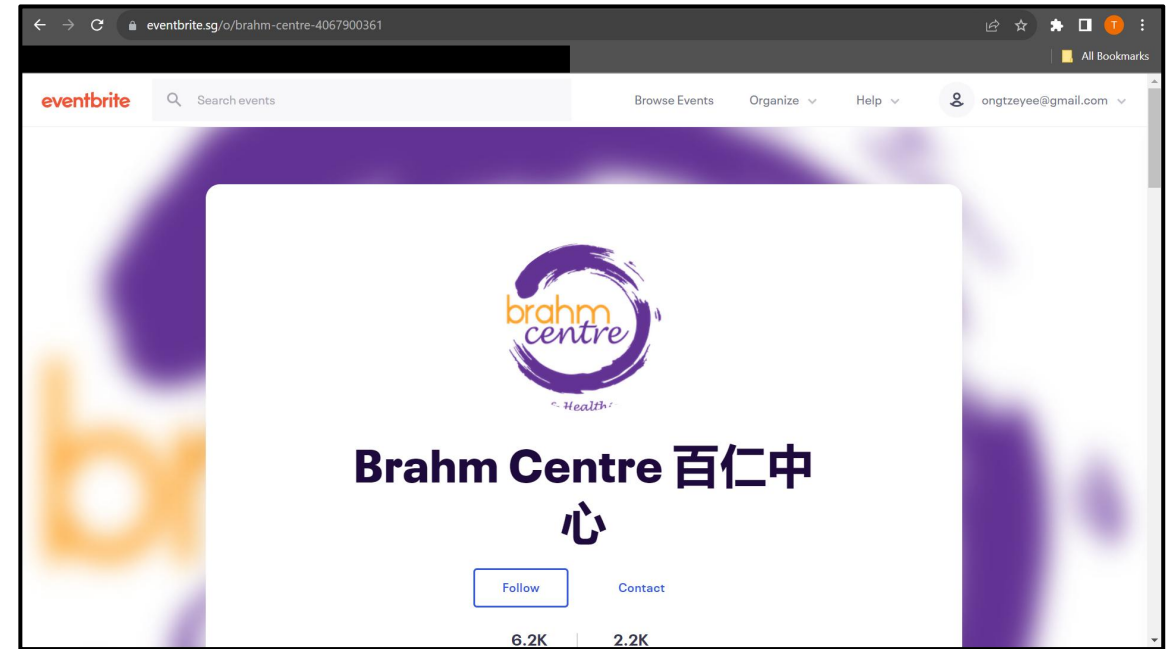 eventbrite.sg/o/brahm-centre-4067900361
T
All Bookmarks
eventbrite
Search events
Browse Events
Organize
Help
ongtzeyee@gmail.com
brahm
centre
& Health
Brahm Centre 百仁中
心
Follow
Contact
6.2K
2.2K